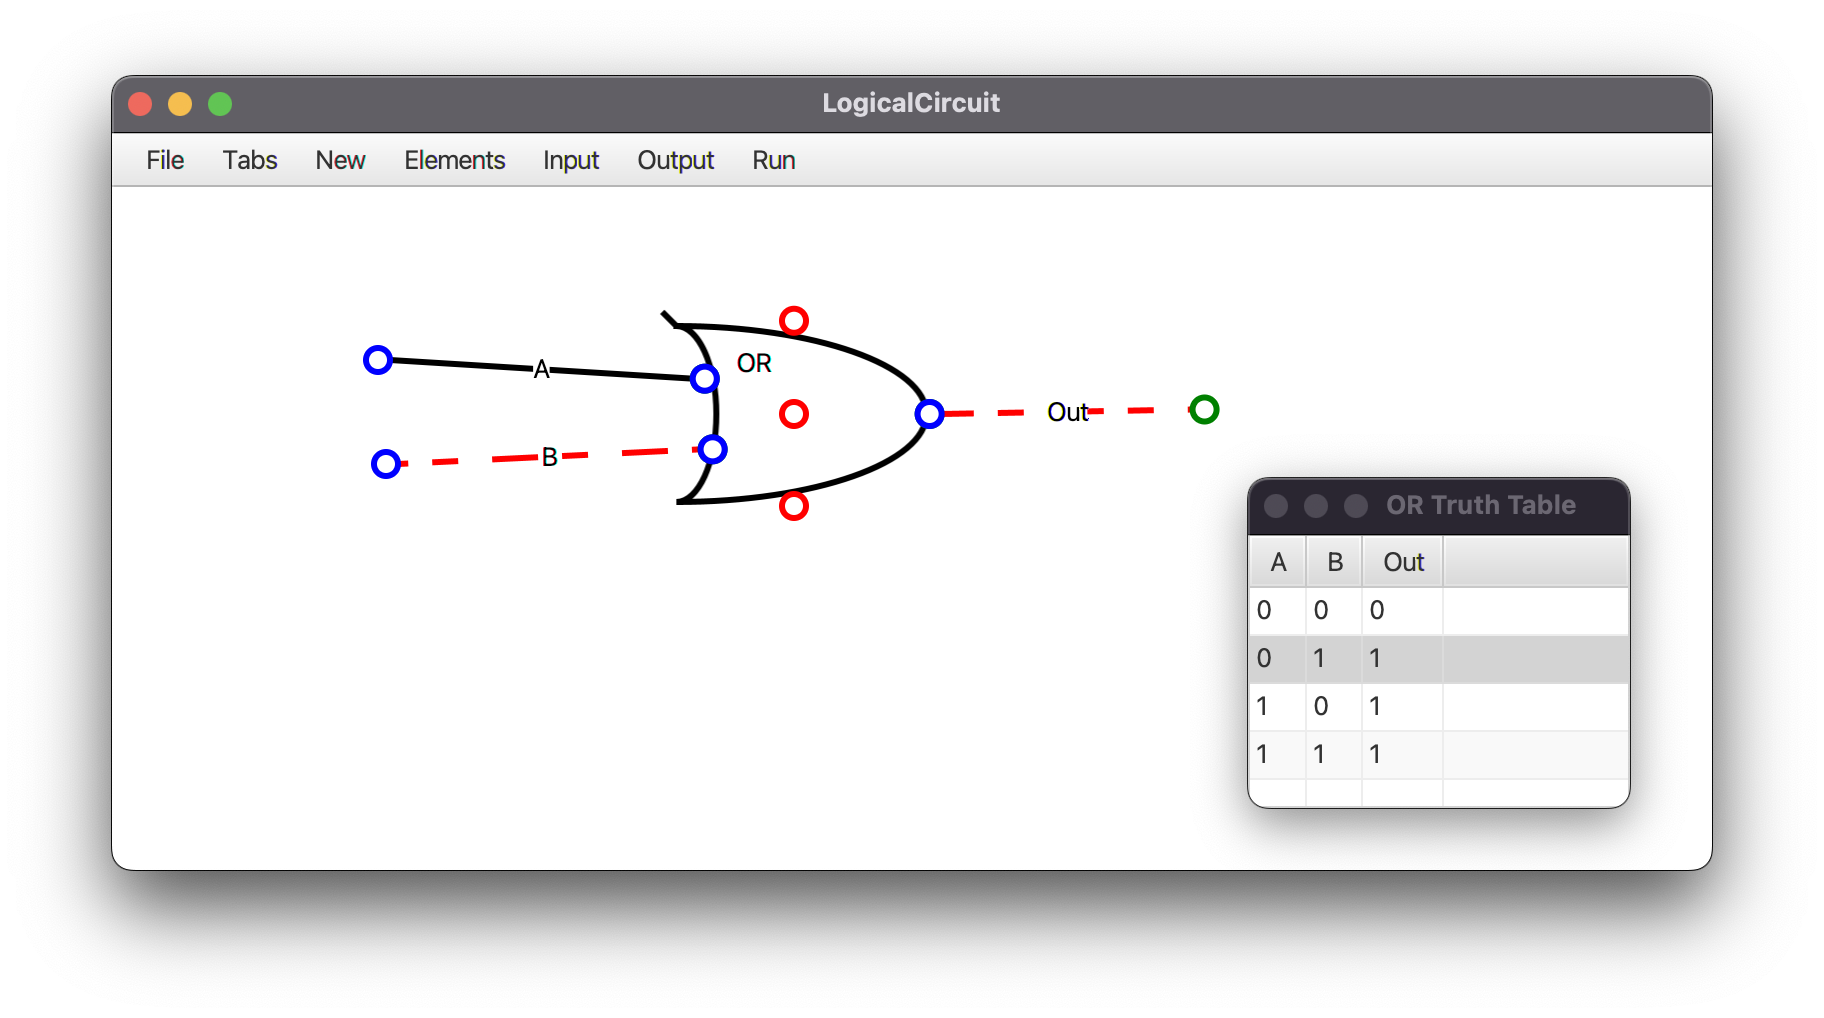 LogicalCircuit
File Tabs New Elements Input Output Run
OR
A
Out
B
OR Truth Table
A B Out
0 0 0
0 1 1
1 0 1
1 1 1